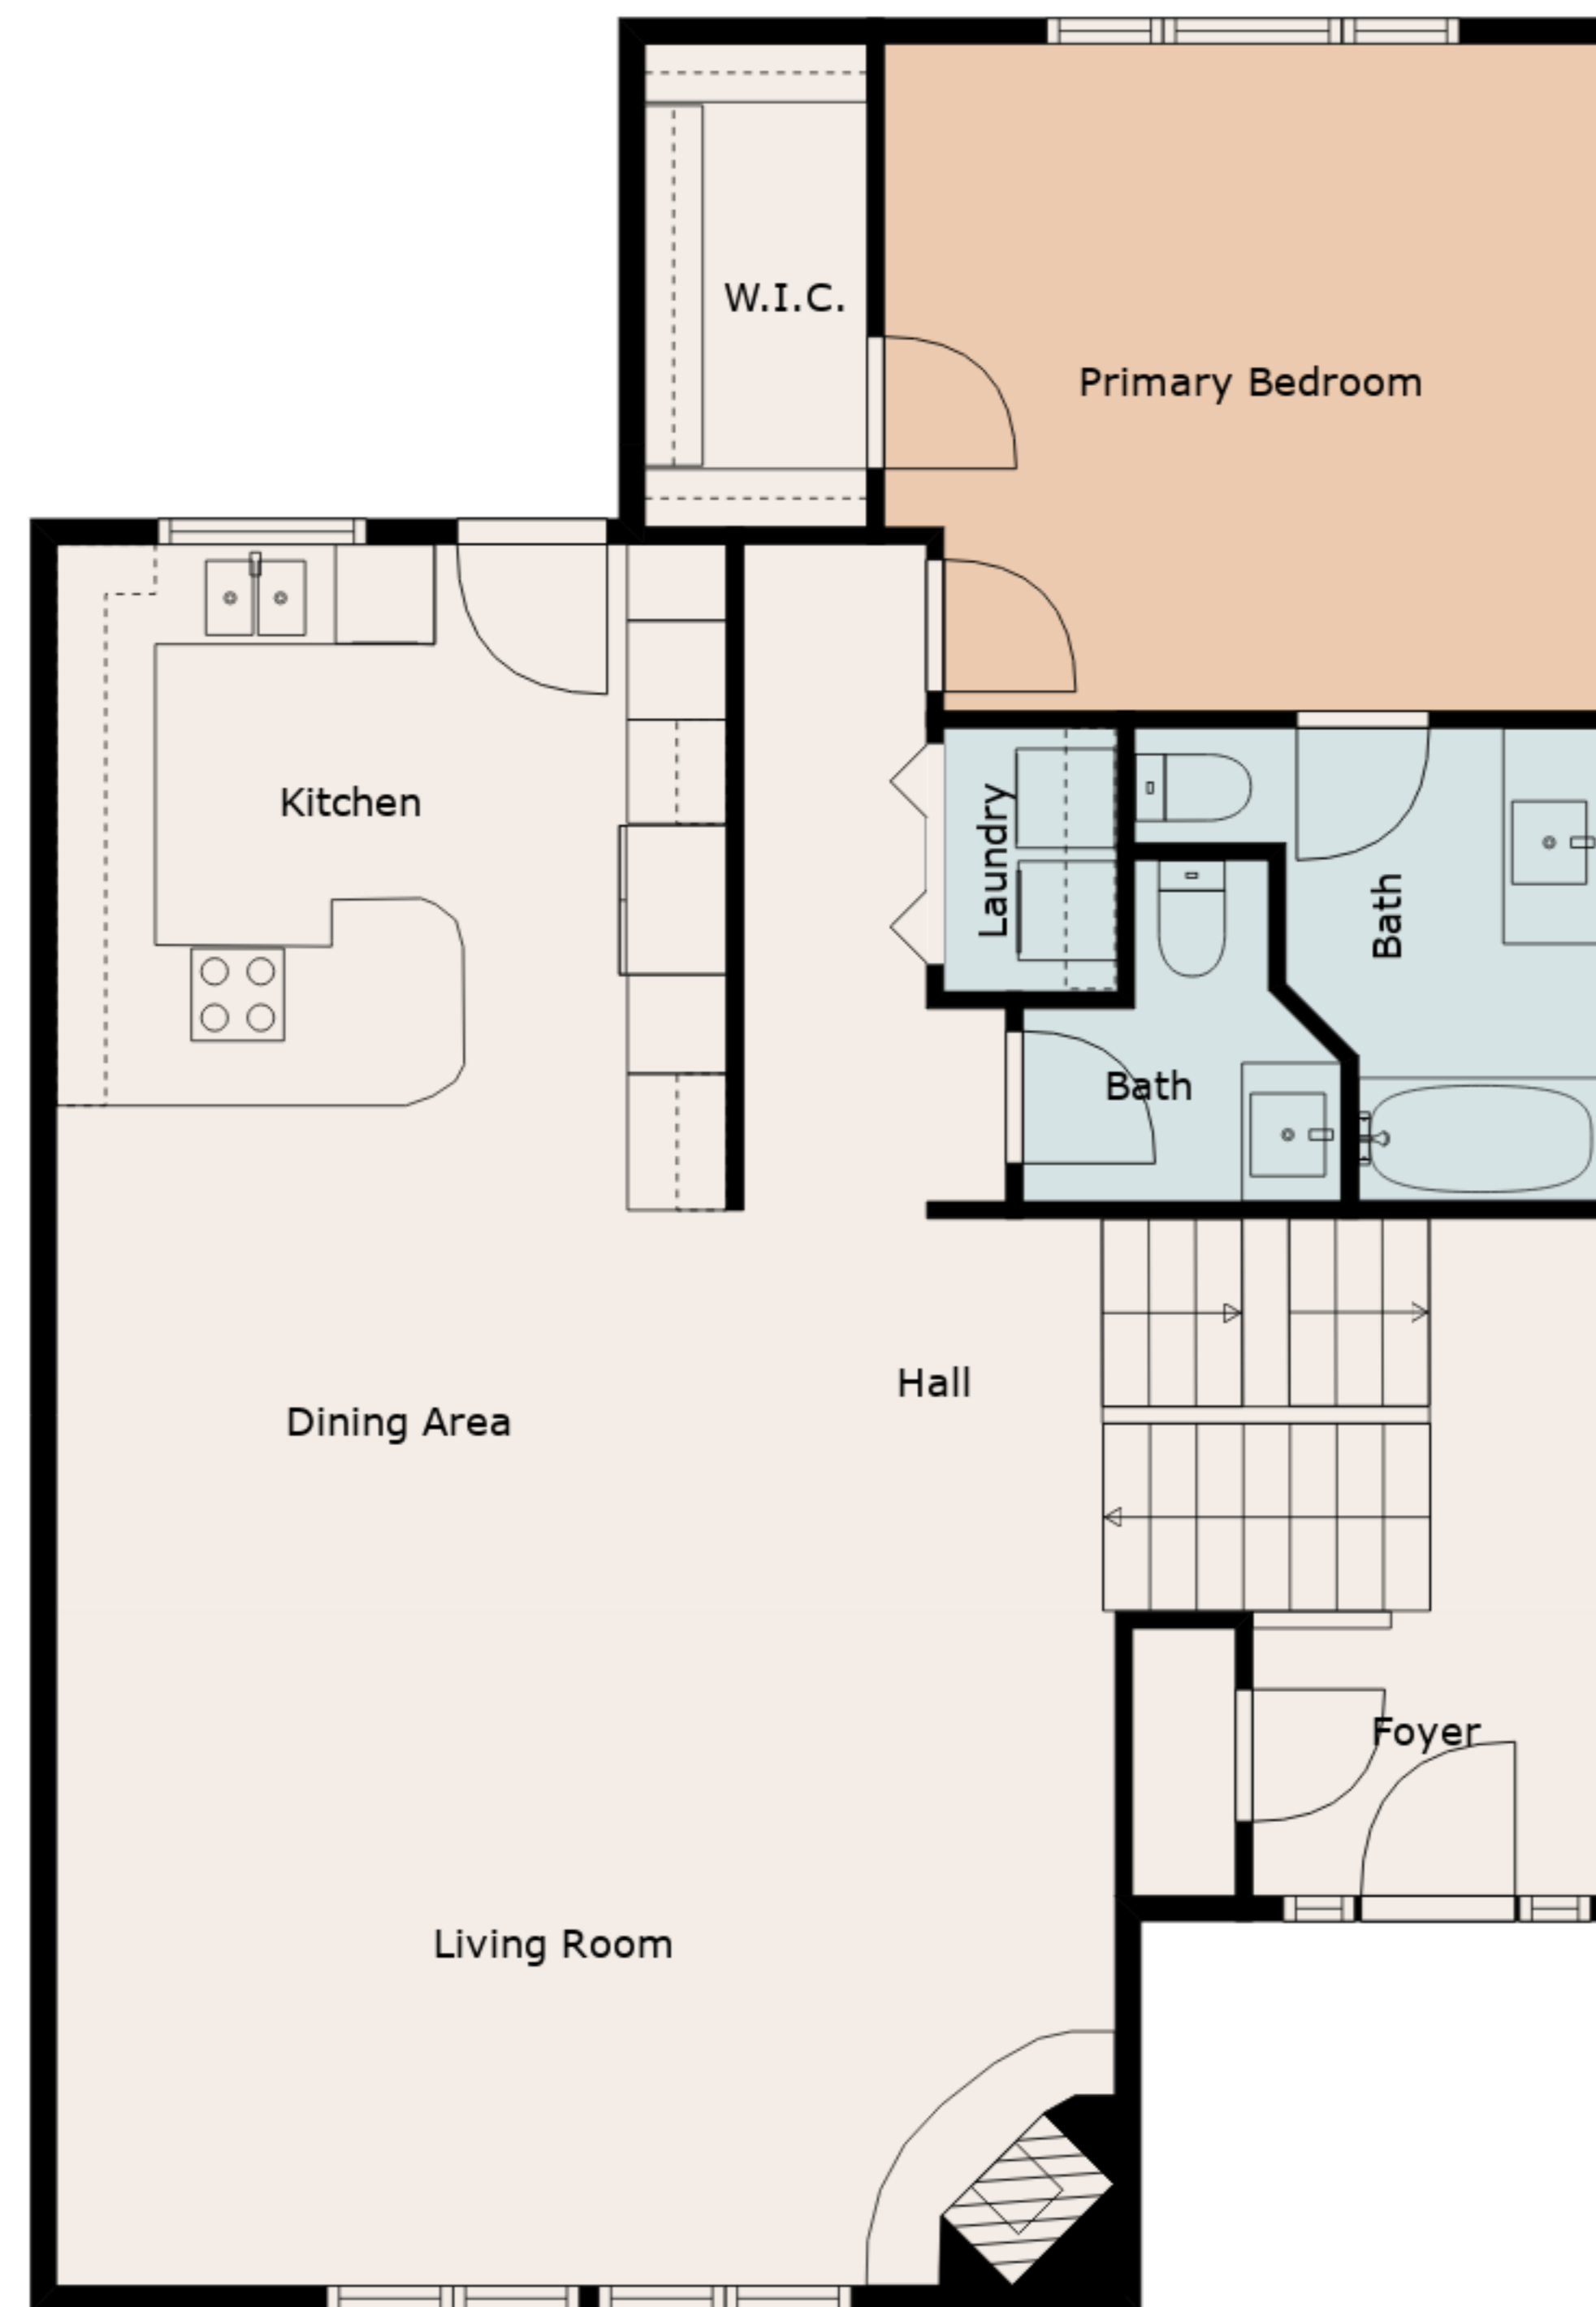 W.I.C.
Primary Bedroom
Kitchen
Laundry
Bath
Bath
Hall
Dining Area
Foyer
Living Room